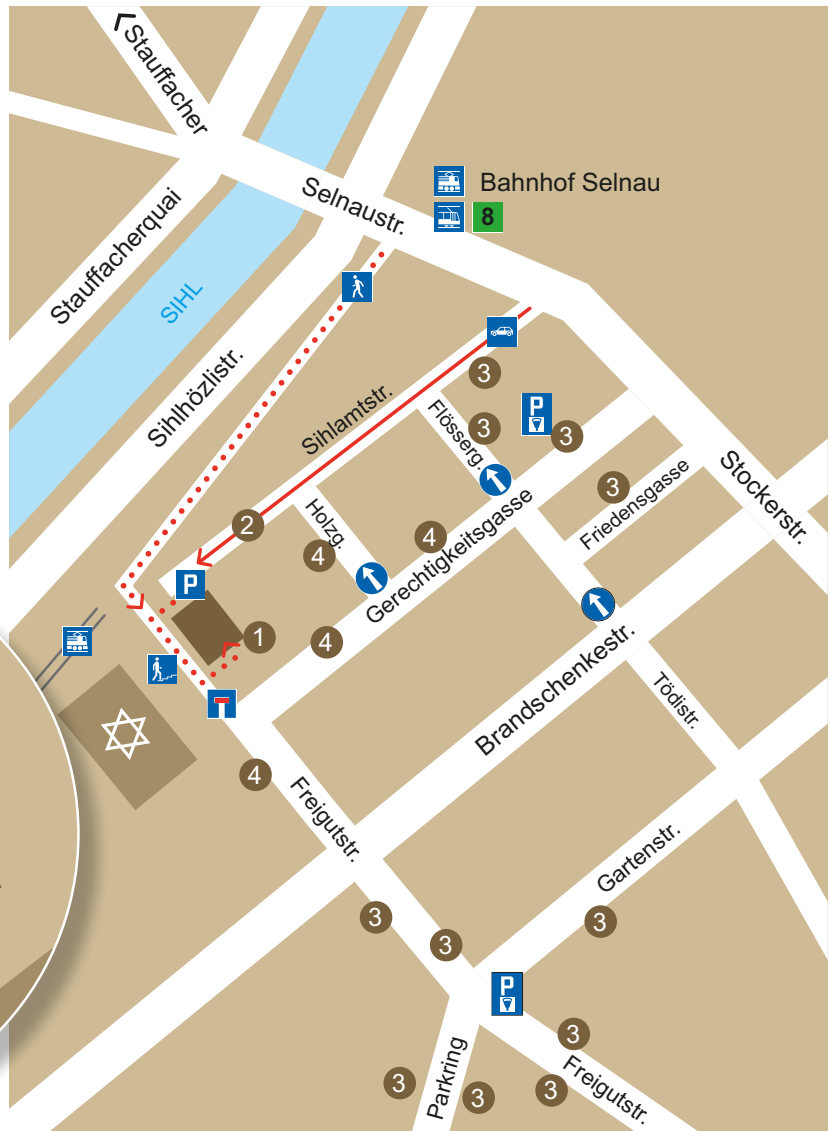 Stauffacher
Selnaustr.
Bahnhof Selnau
8
Stauffacherquai
SIHL
Sihlhözlistr.
Sihlamtstr.
3
Flösserg.
3
P
3
Stockerstr.
3
Friedensgasse
2
Holzg.
4
4
Gerechtigkeitsgasse
P
1
4
Brandschenkestr.
Tödistr.
4
Freigutstr.
Gartenstr.
3
3
3
P
3
Freigutstr.
3
3
3
Parkring